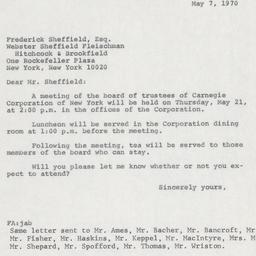 May 7, 1970
Frederick Sheffield, Esq.
Webster Sheffield Fleischman
Hitchcock & Brookfield
One Rockefeller Plaza
New York, New York 10020
Dear Mr. Sheffield:
A meeting of the board of trustees of Carnegie
Corporation of New York will be held on Thursday, May 21,
at 2:00 p.m. in the offices of the Corporation.
Luncheon will be served in the Corporation dining
room at 1:00 p.m. before the meeting.
Following the meeting, tea will be served to those
members of the board who can stay.
Will you please let me know whether or not you ex-
pect to attend?
Sincerely yours,
FA:jab
Same letter sent to Mr. Ames, Mr. Bacher, Mr. Bancroft,
Mr. Fisher, Mr. Haskins, Mr. Keppel, Mr. MacIntyre, Mrs.
Mr. Shepard, Mr. Spofford, Mr. Thomas, Mr. Wriston.